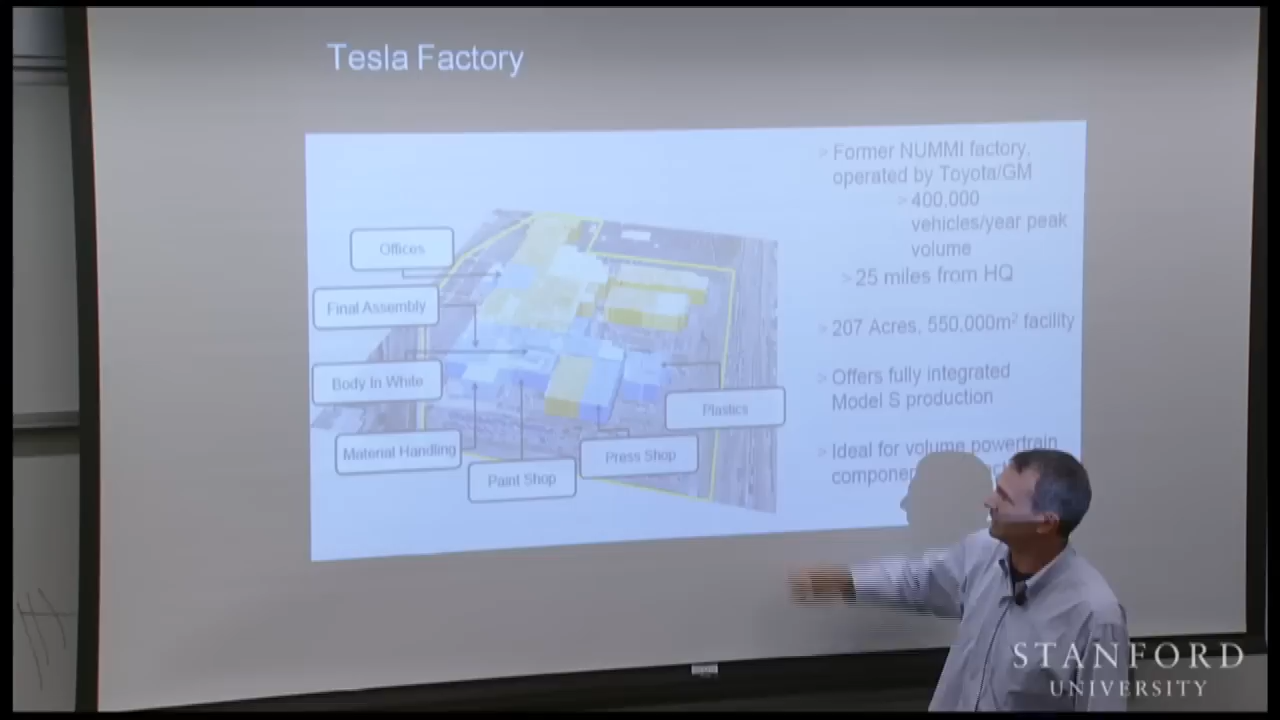 Tesla Factory
Offices
Final Assembly
Body In White
Material Handling
Paint Shop
Press Shop
Plastics
> Former NUMMI factory,
operated by Toyota/GM
> 400,000
vehicles/year peak
volume
> 25 miles from HQ
> 207 Acres, 550,000m² facility
> Offers fully integrated
Model S production
> Ideal for volume powertrain
STANFORD
UNIVERSITY